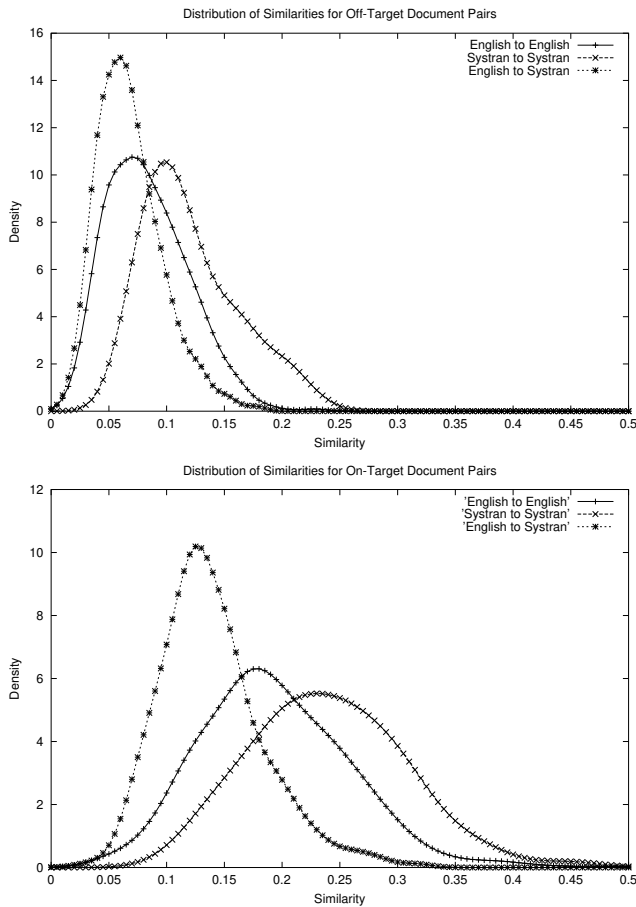 Distribution of Similarities for Off-Target Document Pairs
16
14
12
10
8
6
4
2
0
Density
English to English
Systran to Systran
English to Systran
0 0.05 0.1 0.15 0.2 0.25 0.3 0.35 0.4 0.45 0.5
Similarity
Distribution of Similarities for On-Target Document Pairs
12
10
8
6
4
2
0
Density
'English to English'
'Systran to Systran'
'English to Systran'
0 0.05 0.1 0.15 0.2 0.25 0.3 0.35 0.4 0.45 0.5
Similarity